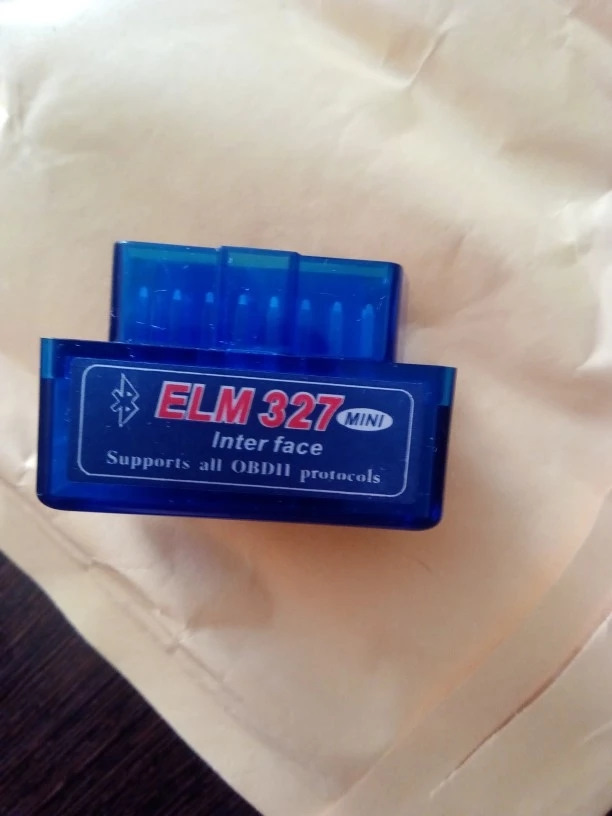 ELM 327 MINI
Inter face
Supports all OBDII protocols